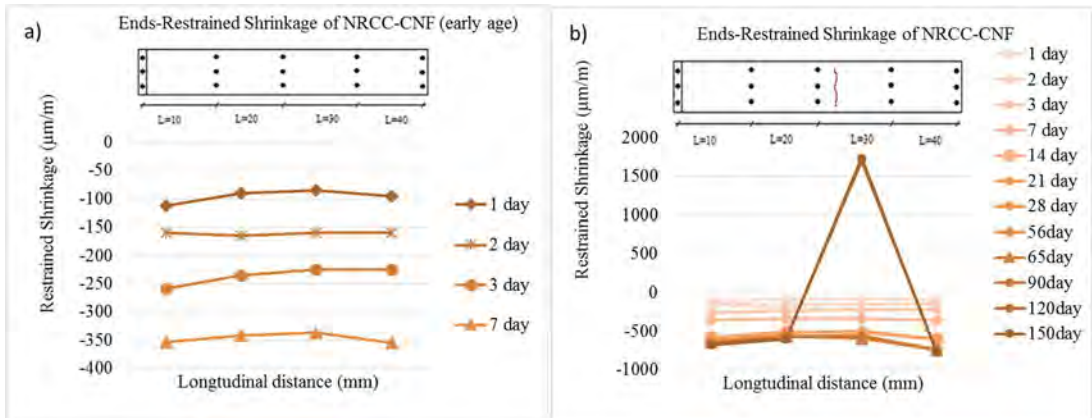 a)
Ends-Restrained Shrinkage of NRCC-CNF (early age)
L=10
L=20
L=30
L=40
Restrained Shrinkage (µm/m)
0
-50
-100
-150
-200
-250
-300
-350
-400
1 day
2 day
3 day
7 day
Longtudinal distance (mm)
b)
Ends-Restrained Shrinkage of NRCC-CNF
L=10
L=20
L=30
L=40
Restrained Shrinkage (µm/m)
2000
1500
1000
500
0
-500
-1000
1 day
2 day
3 day
7 day
14 day
21 day
28 day
56day
65day
90day
120day
150day
Longtudinal distance (mm)